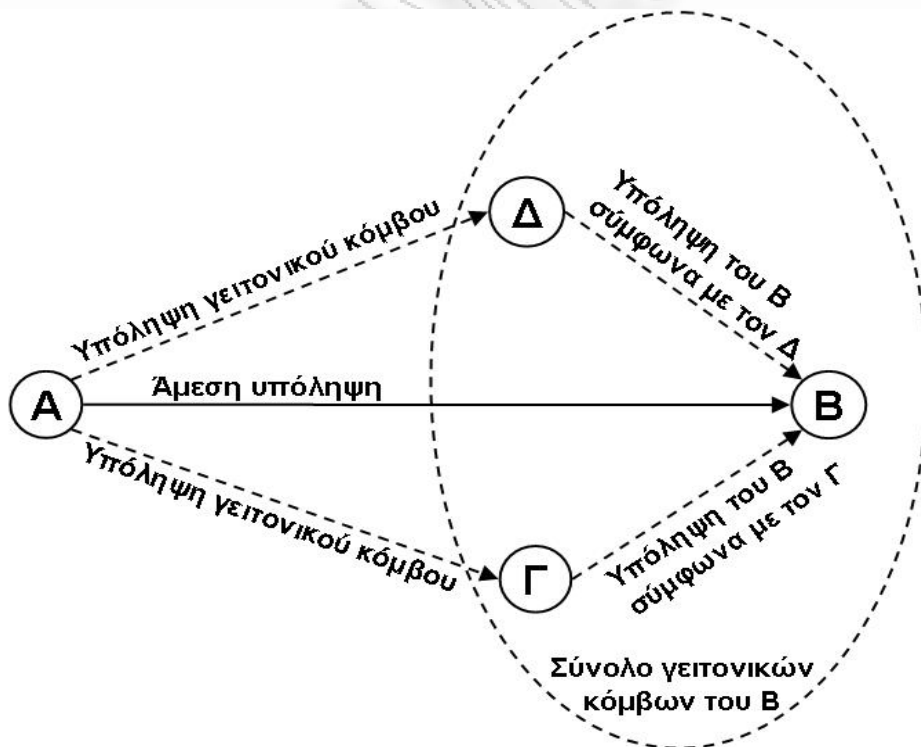 Δ
Υπόληψη γειτονικού κόμβου
Υπόληψη του Β
σύμφωνα με τον Δ
Α
Άμεση υπόληψη
Β
Υπόληψη γειτονικού κόμβου
Γ
Υπόληψη του Β
σύμφωνα με τον Γ
Σύνολο γειτονικών
κόμβων του Β